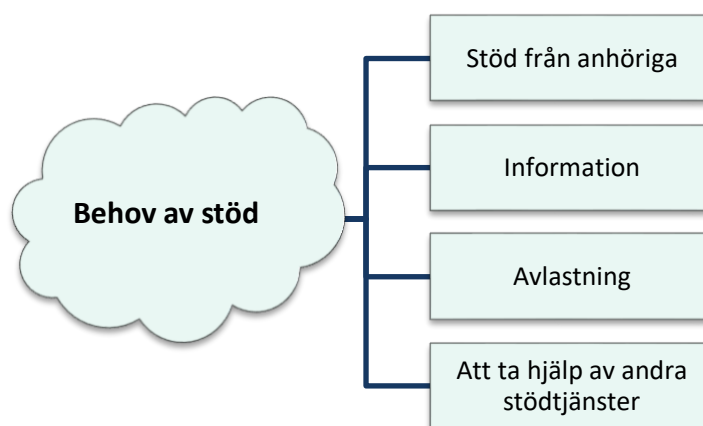 Behov av stöd
Stöd från anhöriga
Information
Avlastning
Att ta hjälp av andra
stödtjänster